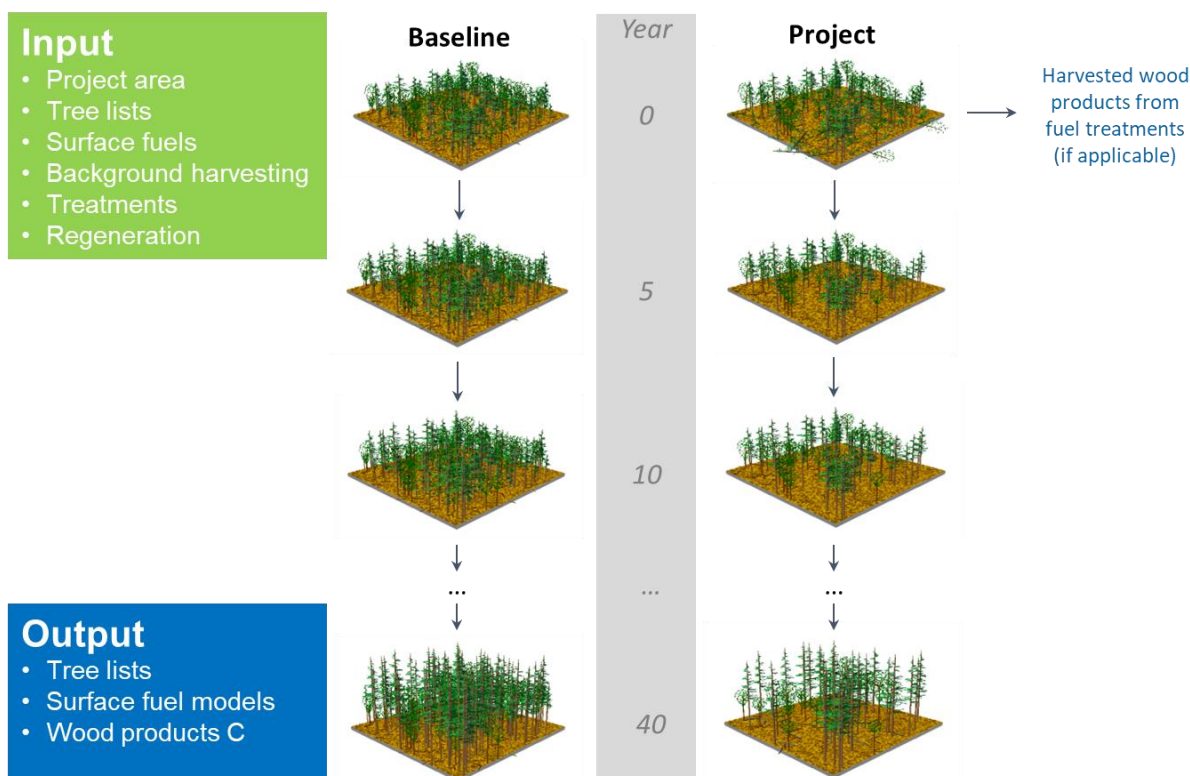 Input
• Project area
• Tree lists
• Surface fuels
• Background harvesting
• Treatments
• Regeneration
Baseline
Year
Project
0
Harvested wood
products from
fuel treatments
(if applicable)
5
10
...
...
...
Output
• Tree lists
• Surface fuel models
• Wood products C
40